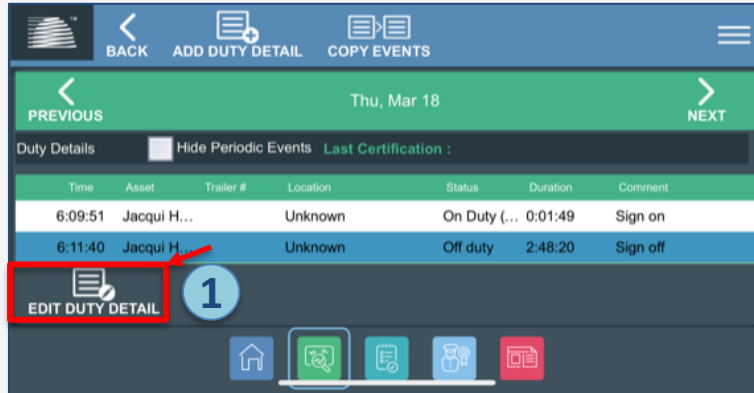 BACK ADD DUTY DETAIL COPY EVENTS
PREVIOUS Thu, Mar 18 NEXT
Duty Details Hide Periodic Events Last Certification :
Time Asset Trailer # Location Status Duration Comment
6:09:51 Jacqui H... Unknown On Duty (... 0:01:49 Sign on
6:11:40 Jacqui H... Unknown Off duty 2:48:20 Sign off
EDIT DUTY DETAIL 1